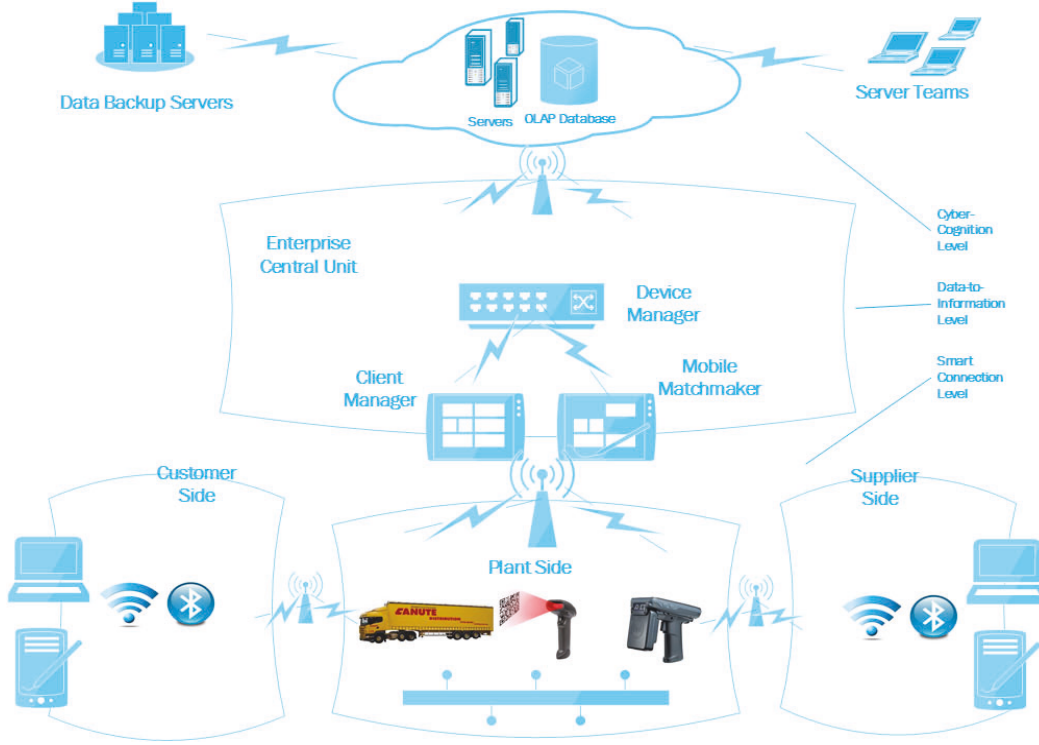 Data Backup Servers
Servers
OLAP Database
Server Teams
Cyber-
Cognition
Level
Enterprise
Central Unit
Device
Manager
Data-to-
Information
Level
Client
Manager
Mobile
Matchmaker
Smart
Connection
Level
Customer
Side
Supplier
Side
Plant Side
CANUTE
DISTRIBUTION